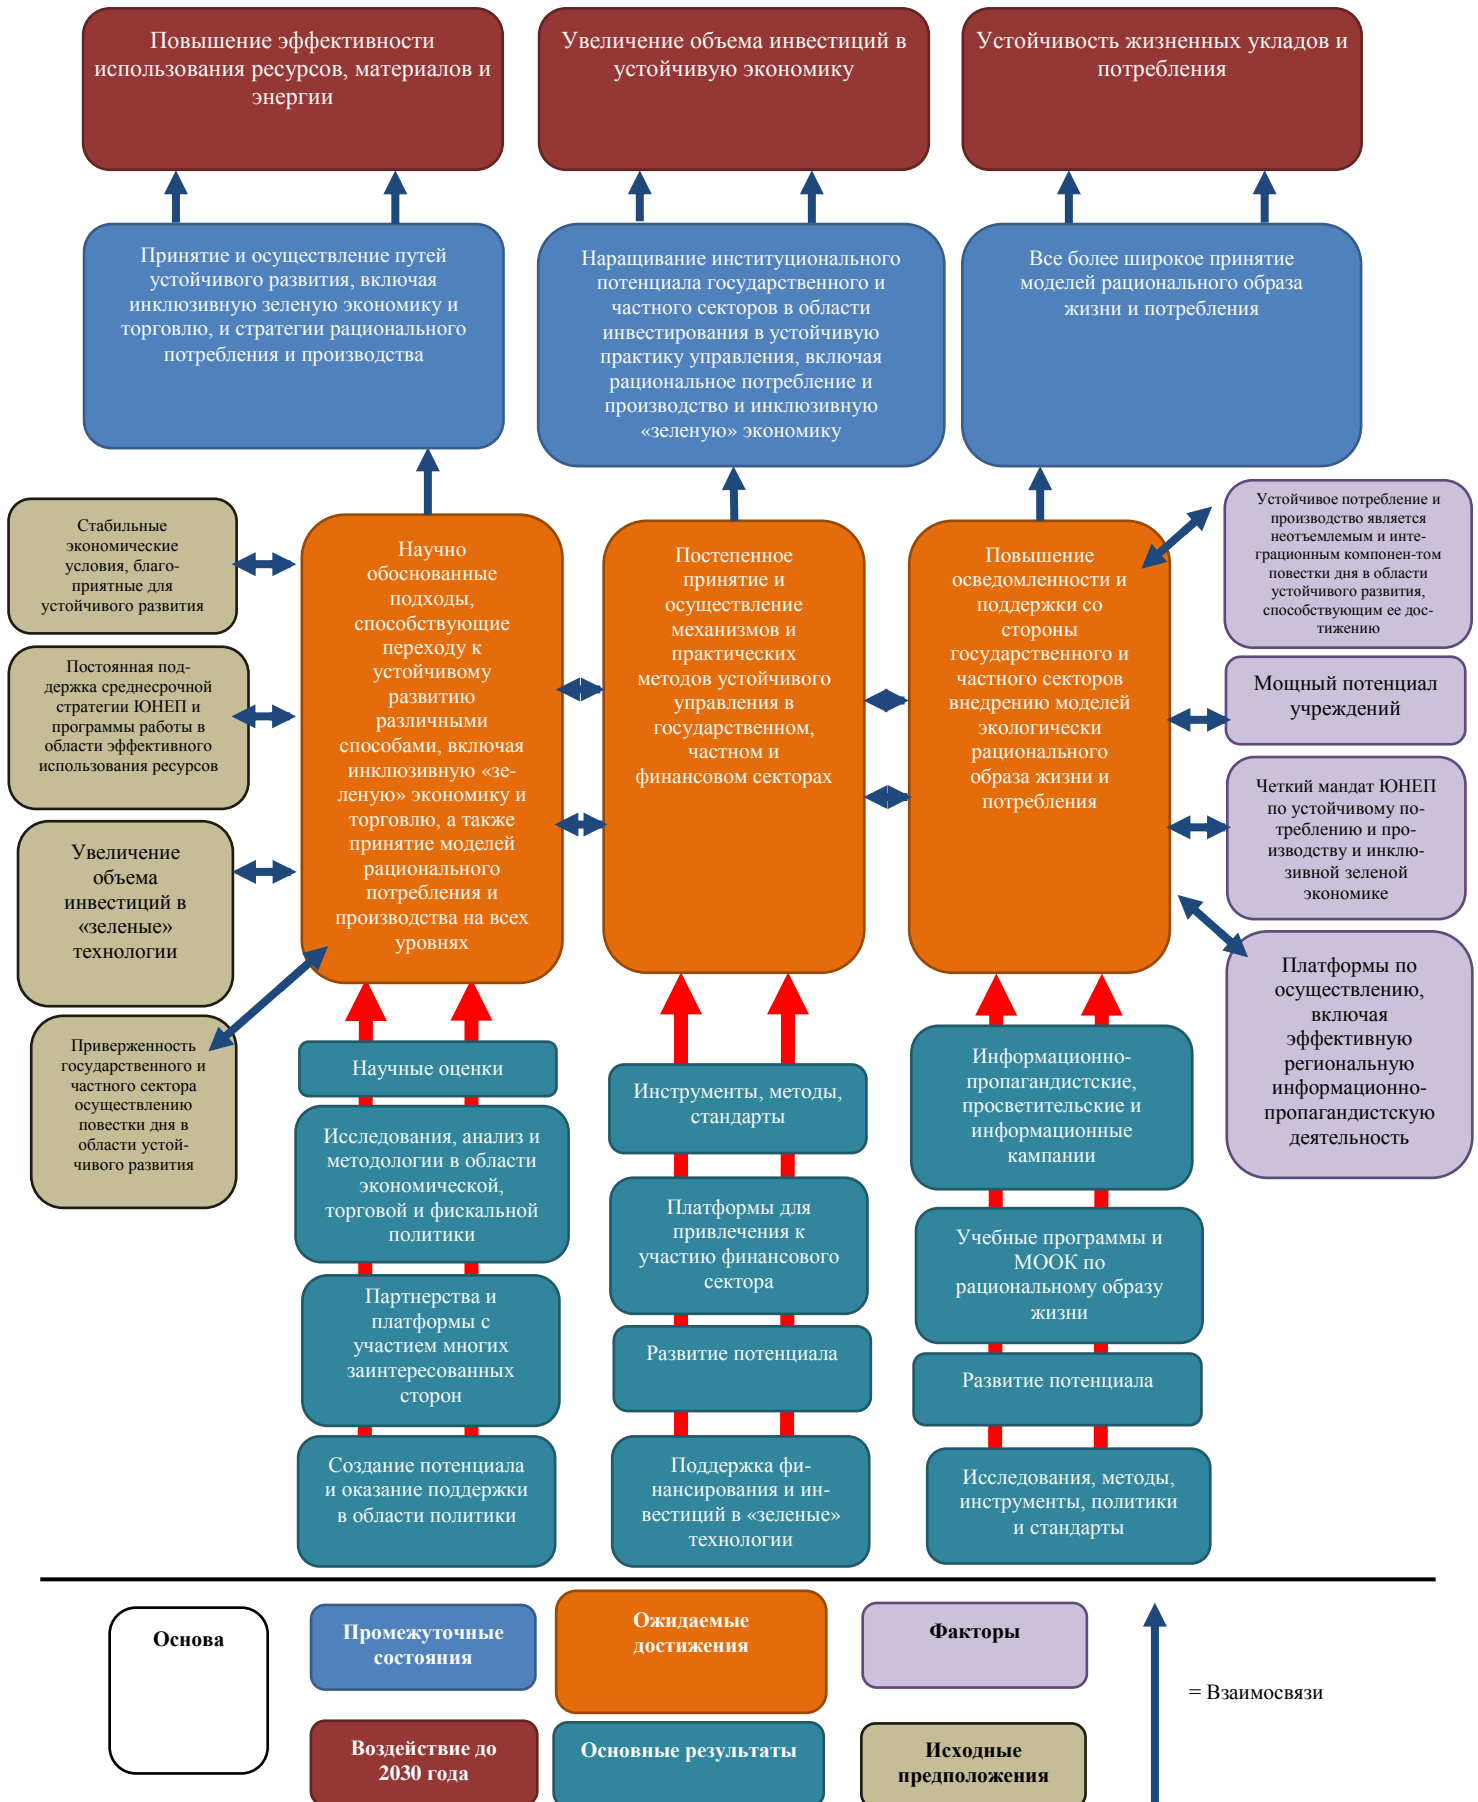 Повышение эффективности
использования ресурсов, материалов и
энергии
Увеличение объема инвестиций в
устойчивую экономику
Устойчивость жизненных укладов и
потребления
Принятие и осуществление путей
устойчивого развития, включая
инклюзивную зеленую экономику и
торговлю, и стратегии рационального
потребления и производства
Наращивание институционального
потенциала государственного и
частного секторов в области
инвестирования в устойчивую
практику управления, включая
рациональное потребление и
производство и инклюзивную
«зеленую» экономику
Все более широкое принятие
моделей рационального образа
жизни и потребления
Стабильные
экономические
условия, благо-
приятные для
устойчивого развития
Постоянная под-
держка среднесрочной
стратегии ЮНЕП и
программы работы в
области эффективного
использования ресурсов
Увеличение
объема
инвестиций в
«зеленые»
технологии
Приверженность
государственного и
частного сектора
осуществлению
повестки дня в
области устой-
чивого развития
Научно
обоснованные
подходы,
способствующие
переходу к
устойчивому
развитию
различными
способами, включая
инклюзивную «зе-
леную» экономику и
торговлю, а также
принятие моделей
рационального
потребления и
производства на всех
уровнях
Постепенное
принятие и
осуществление
механизмов и
практических
методов устойчивого
управления в
государственном,
частном и
финансовом секторах
Повышение
осведомленности и
поддержки со
стороны
государственного и
частного секторов
внедрению моделей
экологически
рационального
образа жизни и
потребления
Устойчивое потребление и
производство является
неотъемлемым и инте-
грационным компонен-том
повестки дня в области
устойчивого развития,
способствующим ее дос-
тижению
Мощный потенциал
учреждений
Четкий мандат ЮНЕП
по устойчивому по-
треблению и про-
изводству и инклю-
зивной зеленой
экономике
Платформы по
осуществлению,
включая
эффективную
региональную
информационно-
пропагандистскую
деятельность
Научные оценки
Исследования, анализ и
методологии в области
экономической,
торговой и фискальной
политики
Партнерства и
платформы с
участием многих
заинтересованных
сторон
Создание потенциала
и оказание поддержки
в области политики
Инструменты, методы,
стандарты
Платформы для
привлечения к
участию финансового
сектора
Развитие потенциала
Поддержка фи-
нансирования и ин-
вестиций в «зеленые»
технологии
Информационно-
пропагандистские,
просветительские и
информационные
кампании
Учебные программы и
МООК по
рациональному образу
жизни
Развитие потенциала
Исследования, методы,
инструменты, политики
и стандарты
Основа
Промежуточные
состояния
Ожидаемые
достижения
Факторы
= Взаимосвязи
Воздействие до
2030 года
Основные результаты
Исходные
предположения